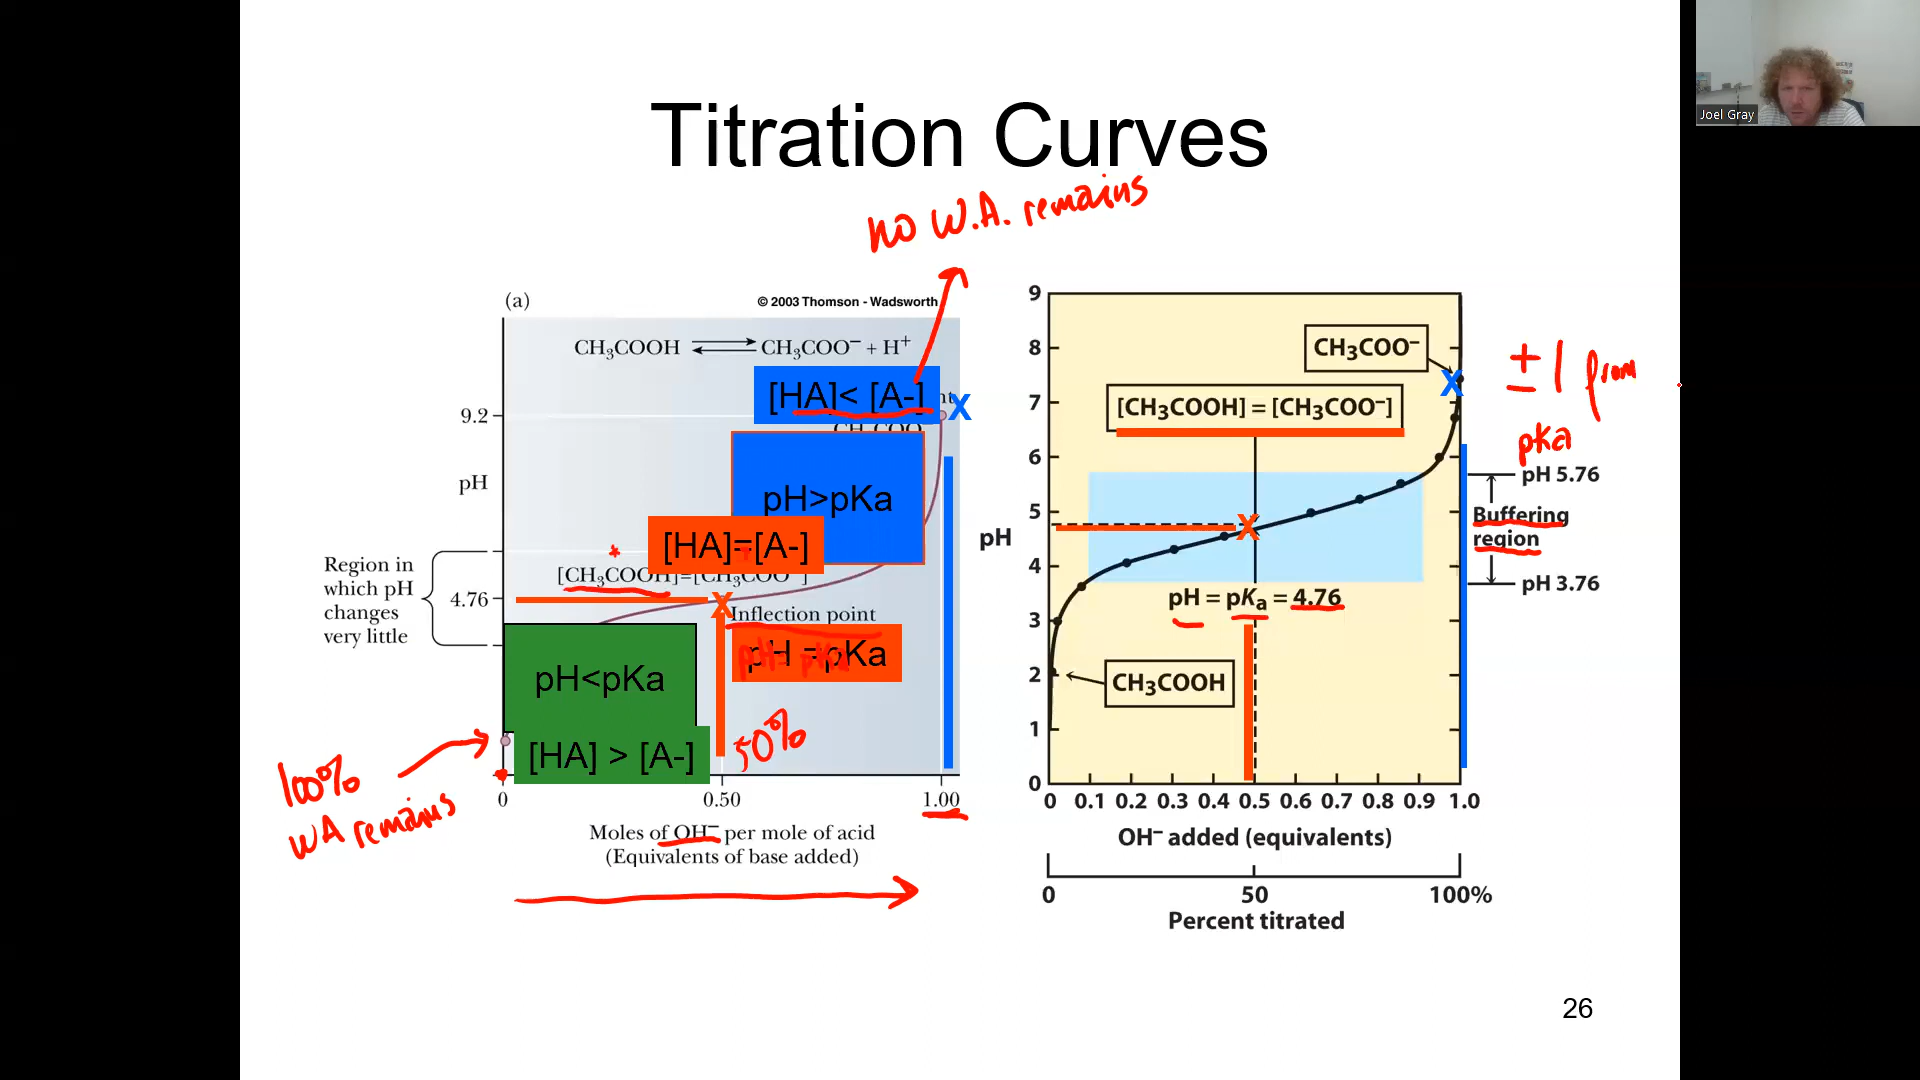 Joel Gray
Titration Curves
no W.A. remains
(a)
© 2003 Thomson - Wadsworth
CH₃COOH ⇌ CH₃COO⁻ + H⁺
[HA]< [A-]
9.2
pH
pH>pKa
[HA]=[A-]
[CH₃COOH]=[CH₃COO⁻]
Region in
which pH
changes
very little
4.76
Inflection point
pH =pKa
pH = pKa
pH<pKa
[HA] > [A-]
50%
100%
WA remains
0 0.50 1.00
Moles of OH⁻ per mole of acid
(Equivalents of base added)
9
8
7
6
5
4
3
2
1
0
pH
CH₃COO⁻
[CH₃COOH] = [CH₃COO⁻]
pH = pKa = 4.76
CH₃COOH
0 0.1 0.2 0.3 0.4 0.5 0.6 0.7 0.8 0.9 1.0
OH⁻ added (equivalents)
0 50 100%
Percent titrated
± 1 from
pKa
pH 5.76
Buffering
region
pH 3.76
26